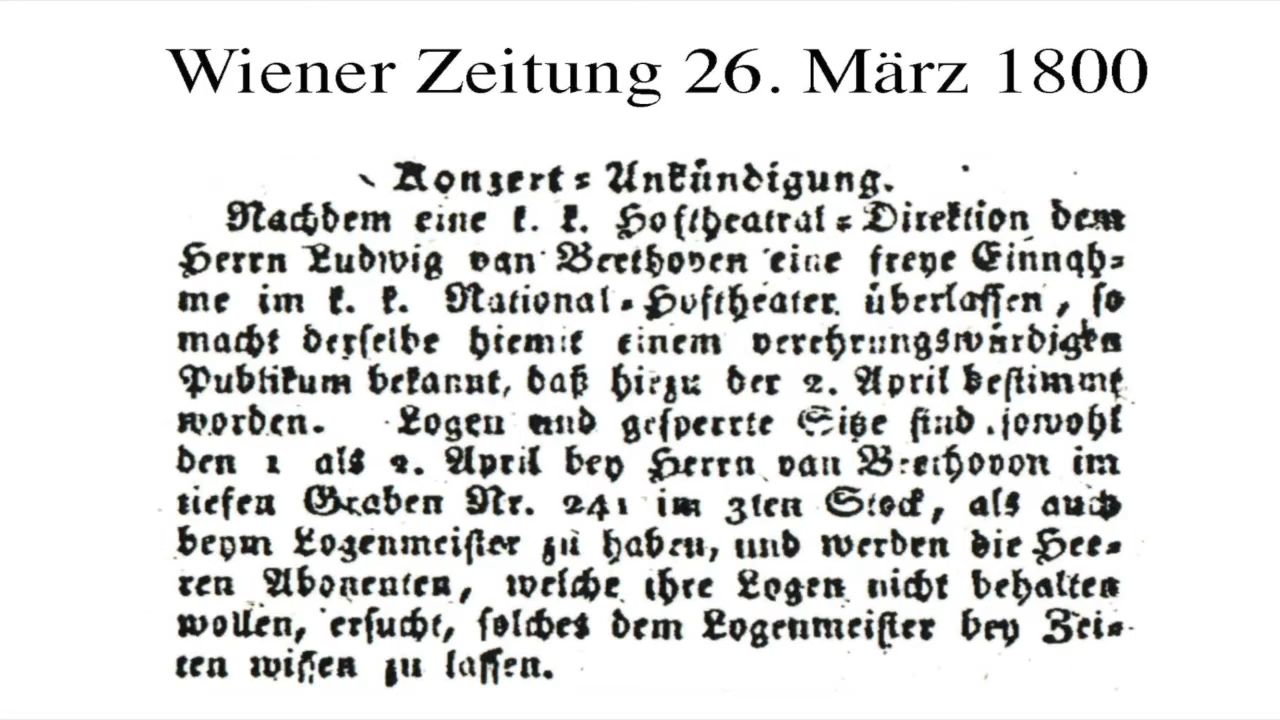 Wiener Zeitung 26. März 1800
Konzert=Ankündigung.
Nachdem eine k. k. Hoftheatral=Direktion dem
Herrn Ludwig van Beethoven eine freye Einnah=
me im k. k. National=Hoftheater überlassen, so
macht derselbe hiemit einem verehrungswürdigen
Publikum bekannt, daß hiezu der 2. April bestimmt
worden. Logen und gesperrte Sitze sind sowohl
den 1 als 2. April bey Herrn van Beethovon im
tiefen Graben Nr. 241 im 3ten Stock, als auch
beym Logenmeister zu haben, und werden die Her=
ren Abonenten, welche ihre Logen nicht behalten
wollen, ersucht, solches dem Logenmeister bey Zei=
ten wissen zu lassen.